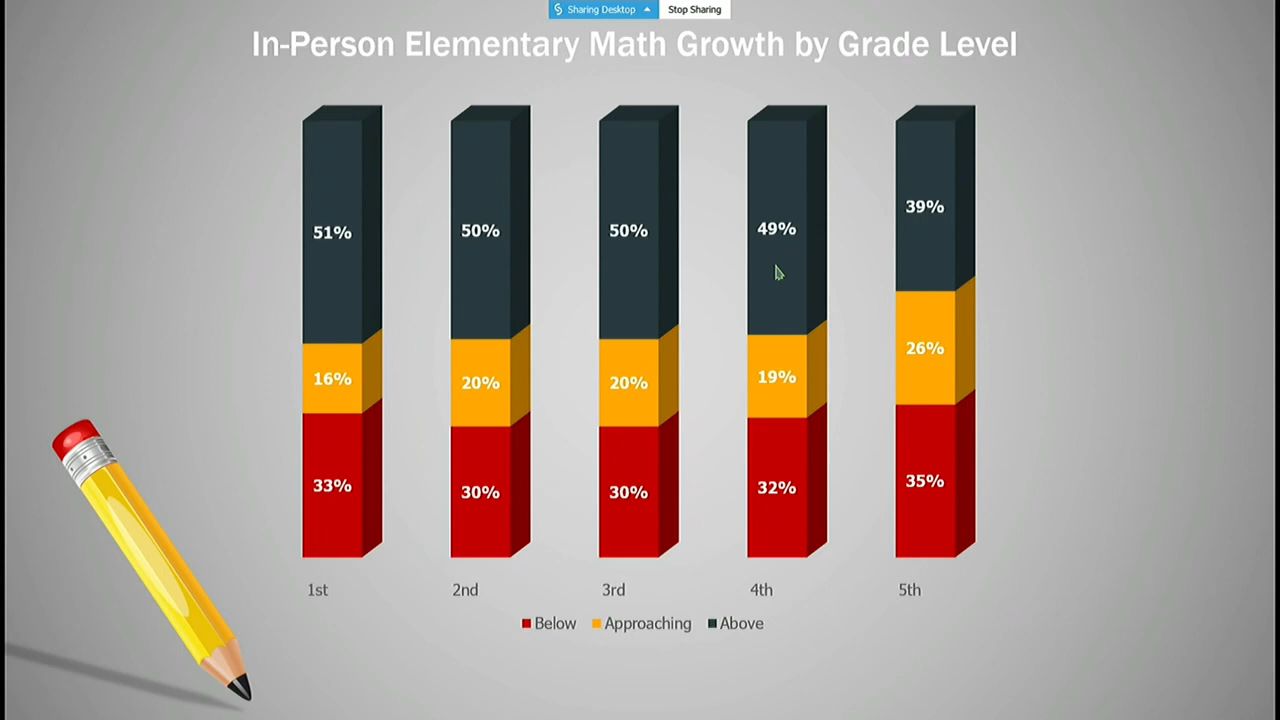 Sharing Desktop Stop Sharing
In-Person Elementary Math Growth by Grade Level
51% 50% 50% 49% 39%
16% 20% 20% 19% 26%
33% 30% 30% 32% 35%
1st 2nd 3rd 4th 5th
Below Approaching Above